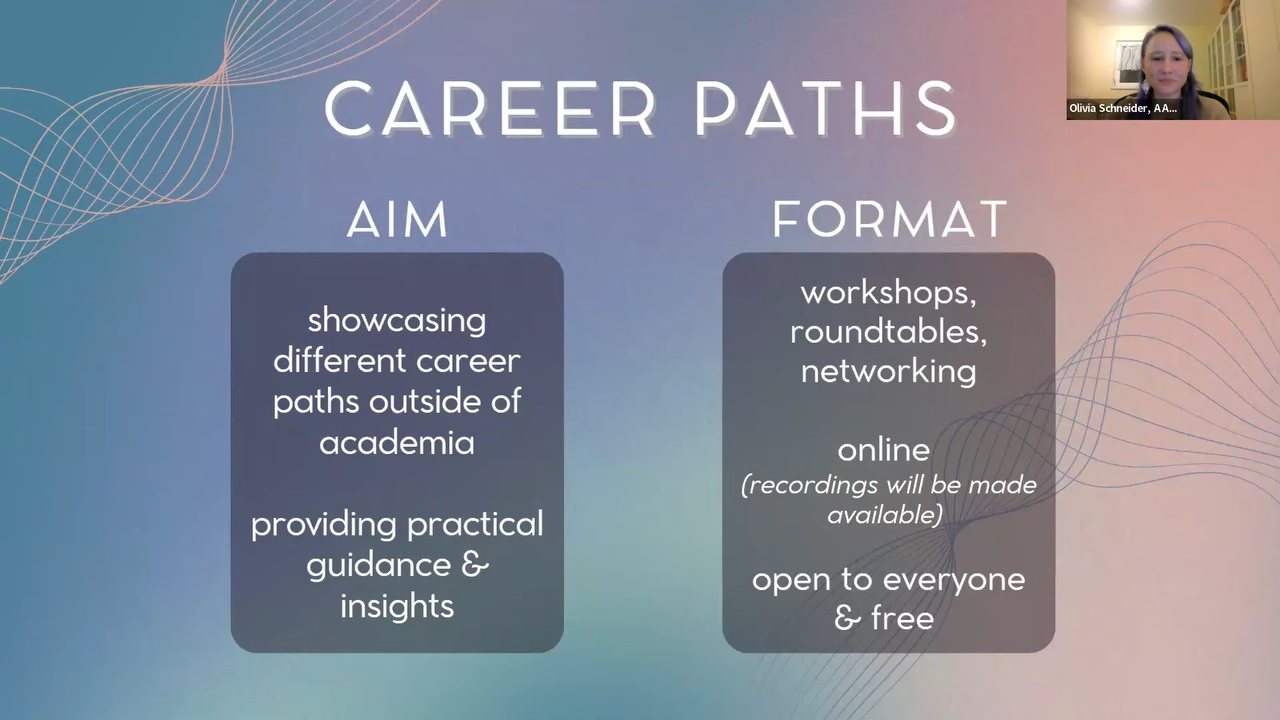 CAREER PATHS
AIM
showcasing
different career
paths outside of
academia
providing practical
guidance &
insights
FORMAT
workshops,
roundtables,
networking
online
(recordings will be made
available)
open to everyone
& free
Olivia Schneider, A A...